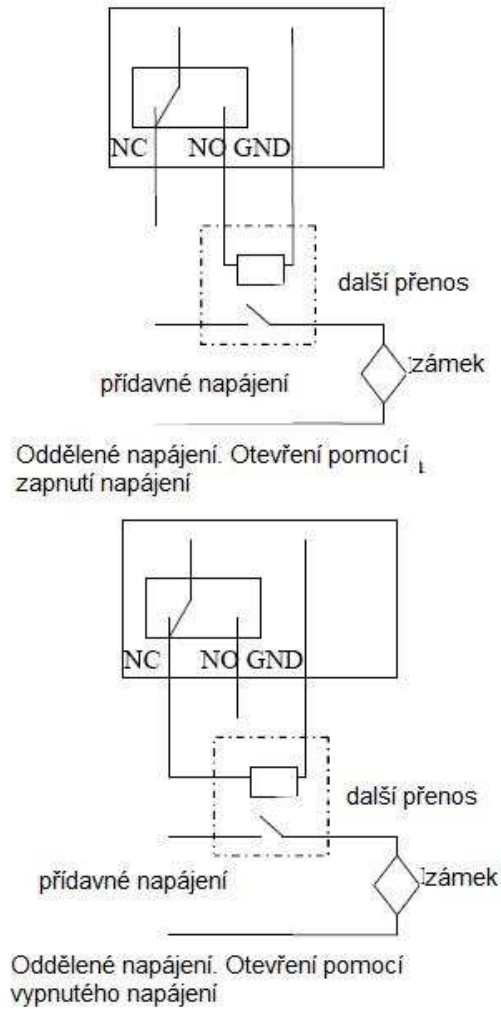 NC NO GND
další přenos
zámek
přídavné napájení
Oddělené napájení. Otevření pomocí
zapnutí napájení
NC NO GND
další přenos
zámek
přídavné napájení
Oddělené napájení. Otevření pomocí
vypnutého napájení